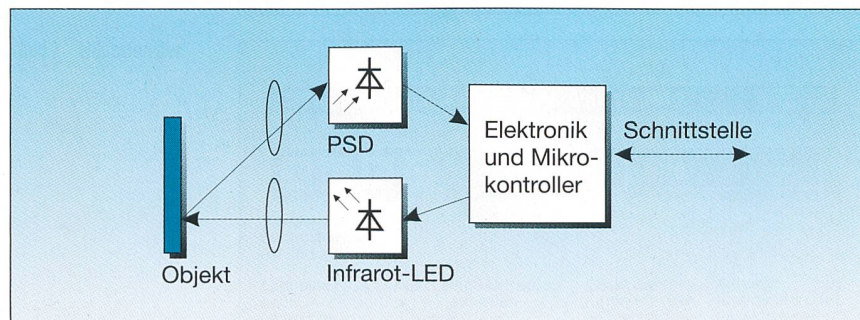 PSD
Elektronik
und Mikro-
kontroller
Schnittstelle
Objekt
Infrarot-LED